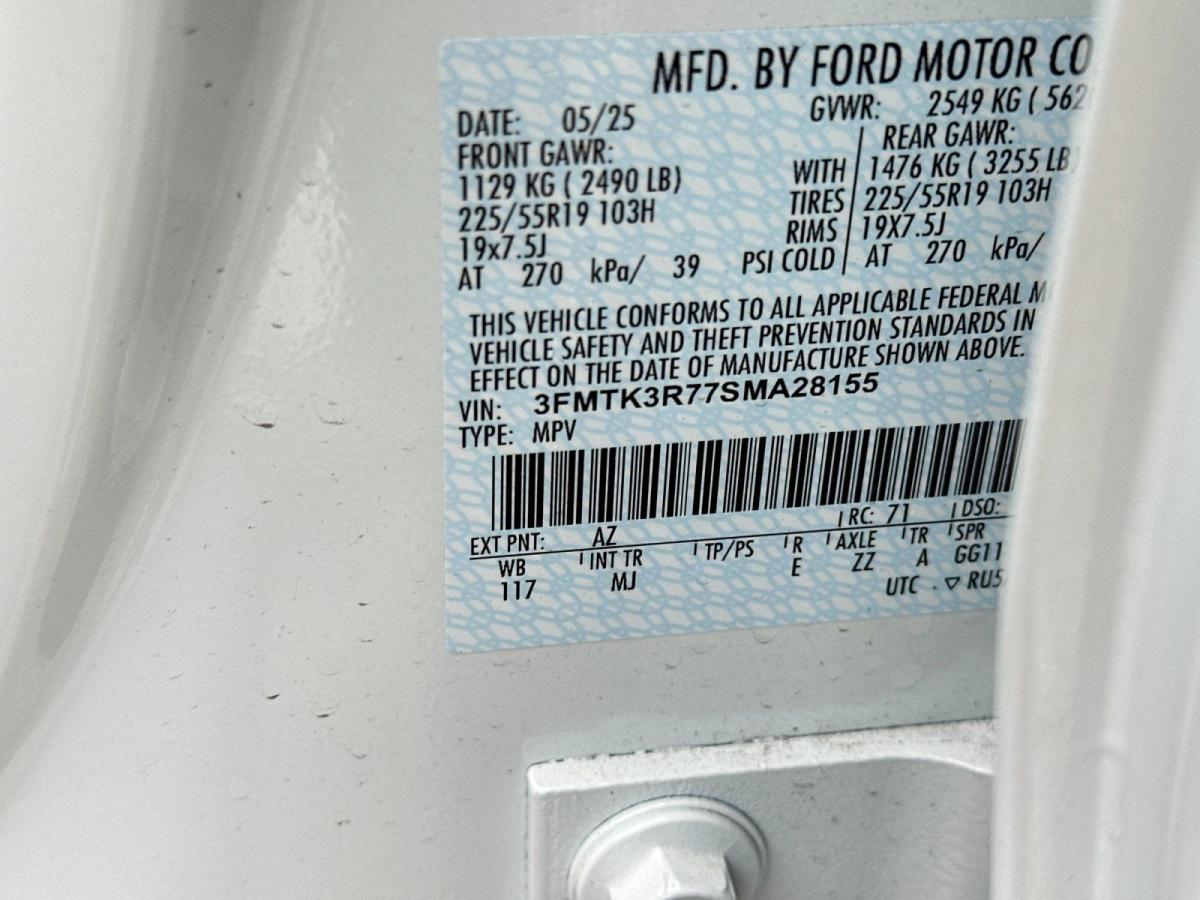 MFD. BY FORD MOTOR CO
DATE: 05/25 GVWR: 2549 KG ( 562
FRONT GAWR: REAR GAWR:
1129 KG ( 2490 LB) WITH 1476 KG ( 3255 LB)
225/55R19 103H TIRES 225/55R19 103H
19x7.5J RIMS 19X7.5J
AT 270 kPa/ 39 PSI COLD AT 270 kPa/
THIS VEHICLE CONFORMS TO ALL APPLICABLE FEDERAL M
VEHICLE SAFETY AND THEFT PREVENTION STANDARDS IN
EFFECT ON THE DATE OF MANUFACTURE SHOWN ABOVE.
VIN: 3FMTK3R77SMA28155
TYPE: MPV
EXT PNT: AZ RC: 71 DSO:
WB INT TR TP/PS R AXLE TR SPR
117 MJ E ZZ A GG11
UTC RU5